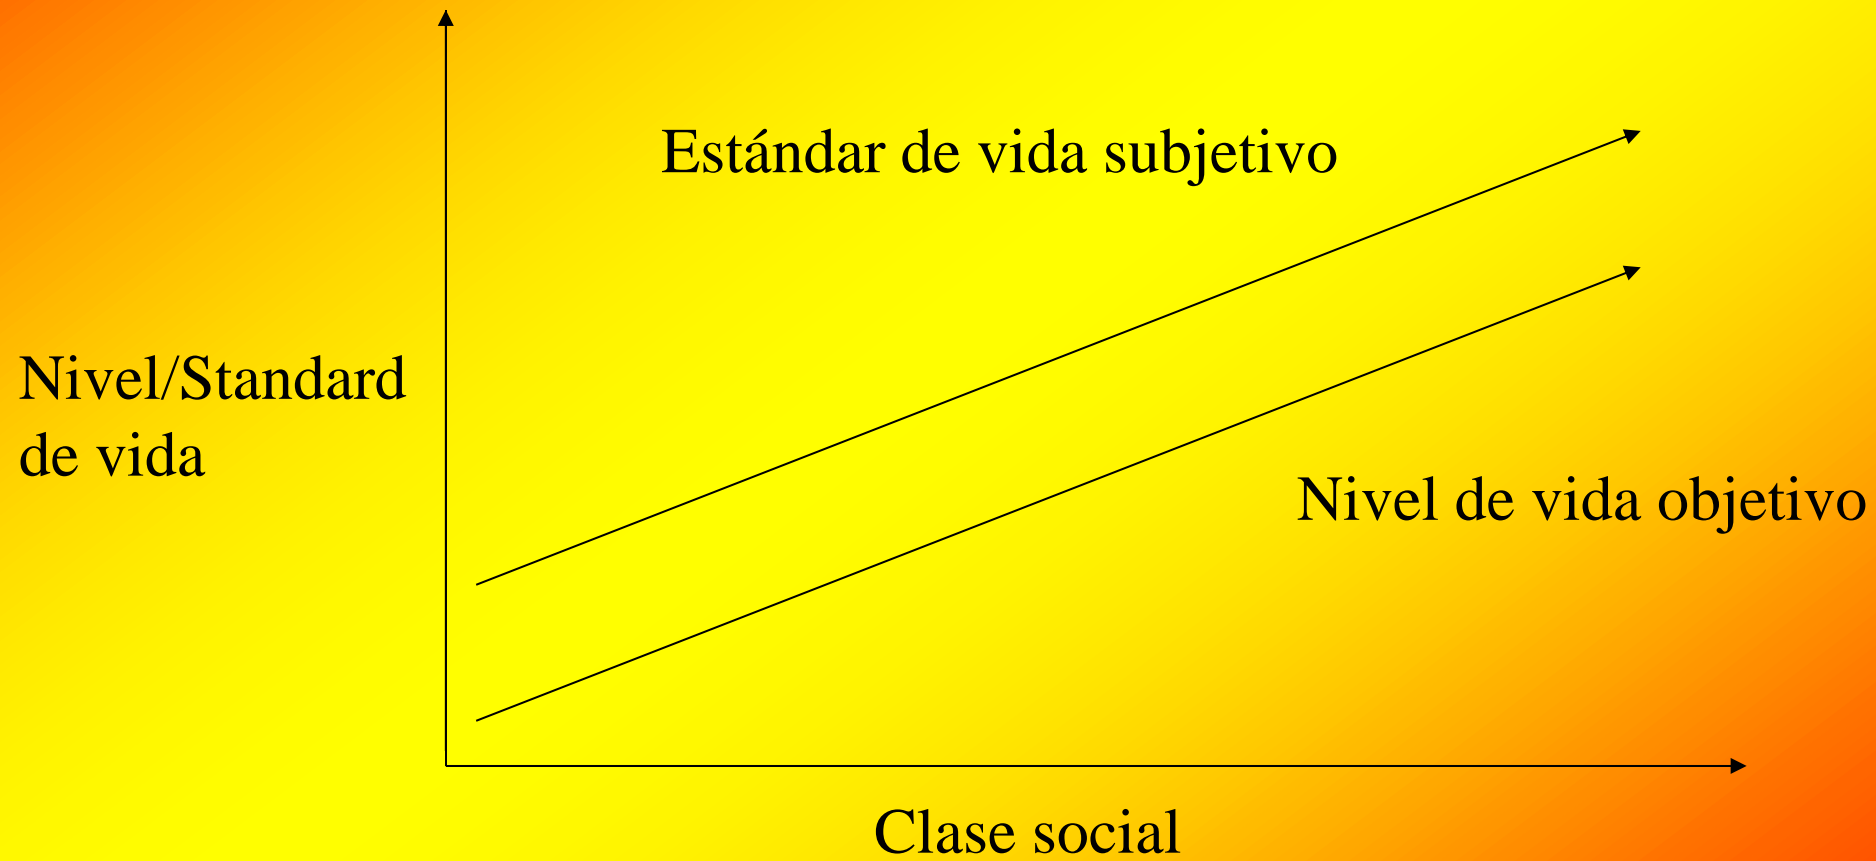 Estándar de vida subjetivo
Nivel/Standard
de vida
Nivel de vida objetivo
Clase social